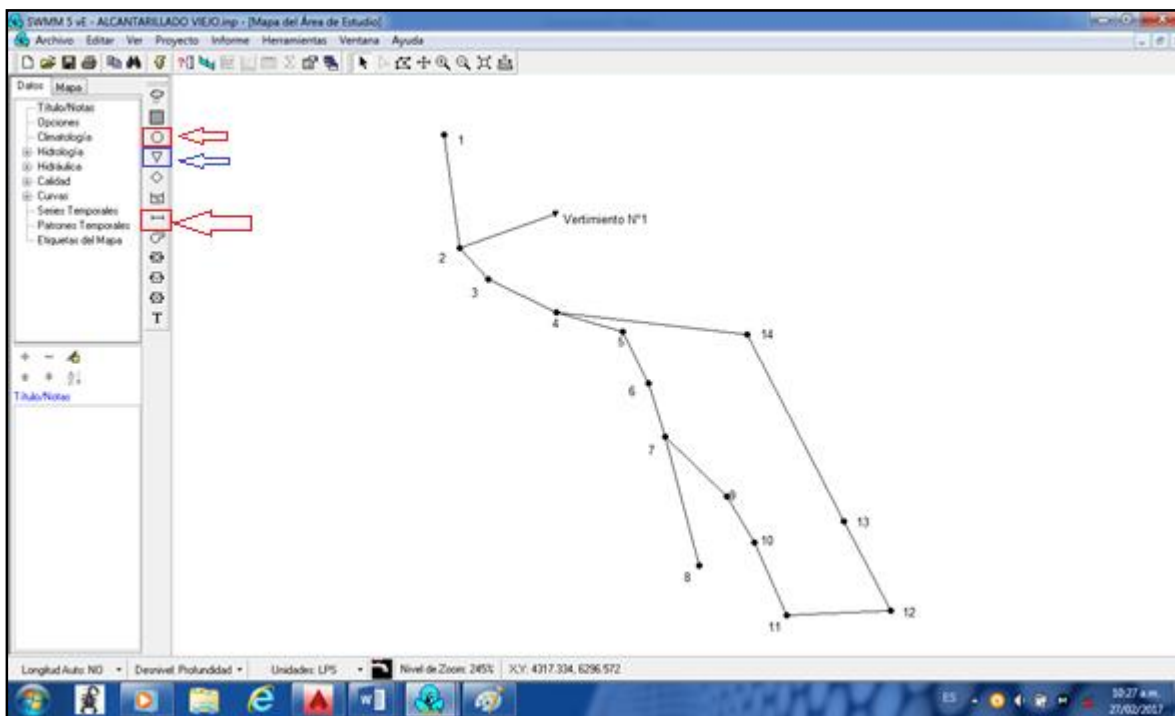 SWMM 5 vE - ALCANTARILLADO VIEJO.inp - [Mapa del Área de Estudio]
Archivo Editar Ver Proyecto Informe Herramientas Ventana Ayuda
Datos Mapa
Título/Notas
Opciones
Climatología
Hidrología
Hidráulica
Calidad
Curvas
Series Temporales
Patrones Temporales
Etiquetas del Mapa
T
Título/Notas
1
Vertimiento N°1
2
3
4
5
14
6
7
9
13
10
8
12
11
Longitud Auto: NO Desnivel: Profundidad Unidades: LPS Nivel de Zoom: 245% X,Y: 4317.334, 6296.572
ES
10:27 a.m.
27/02/2017